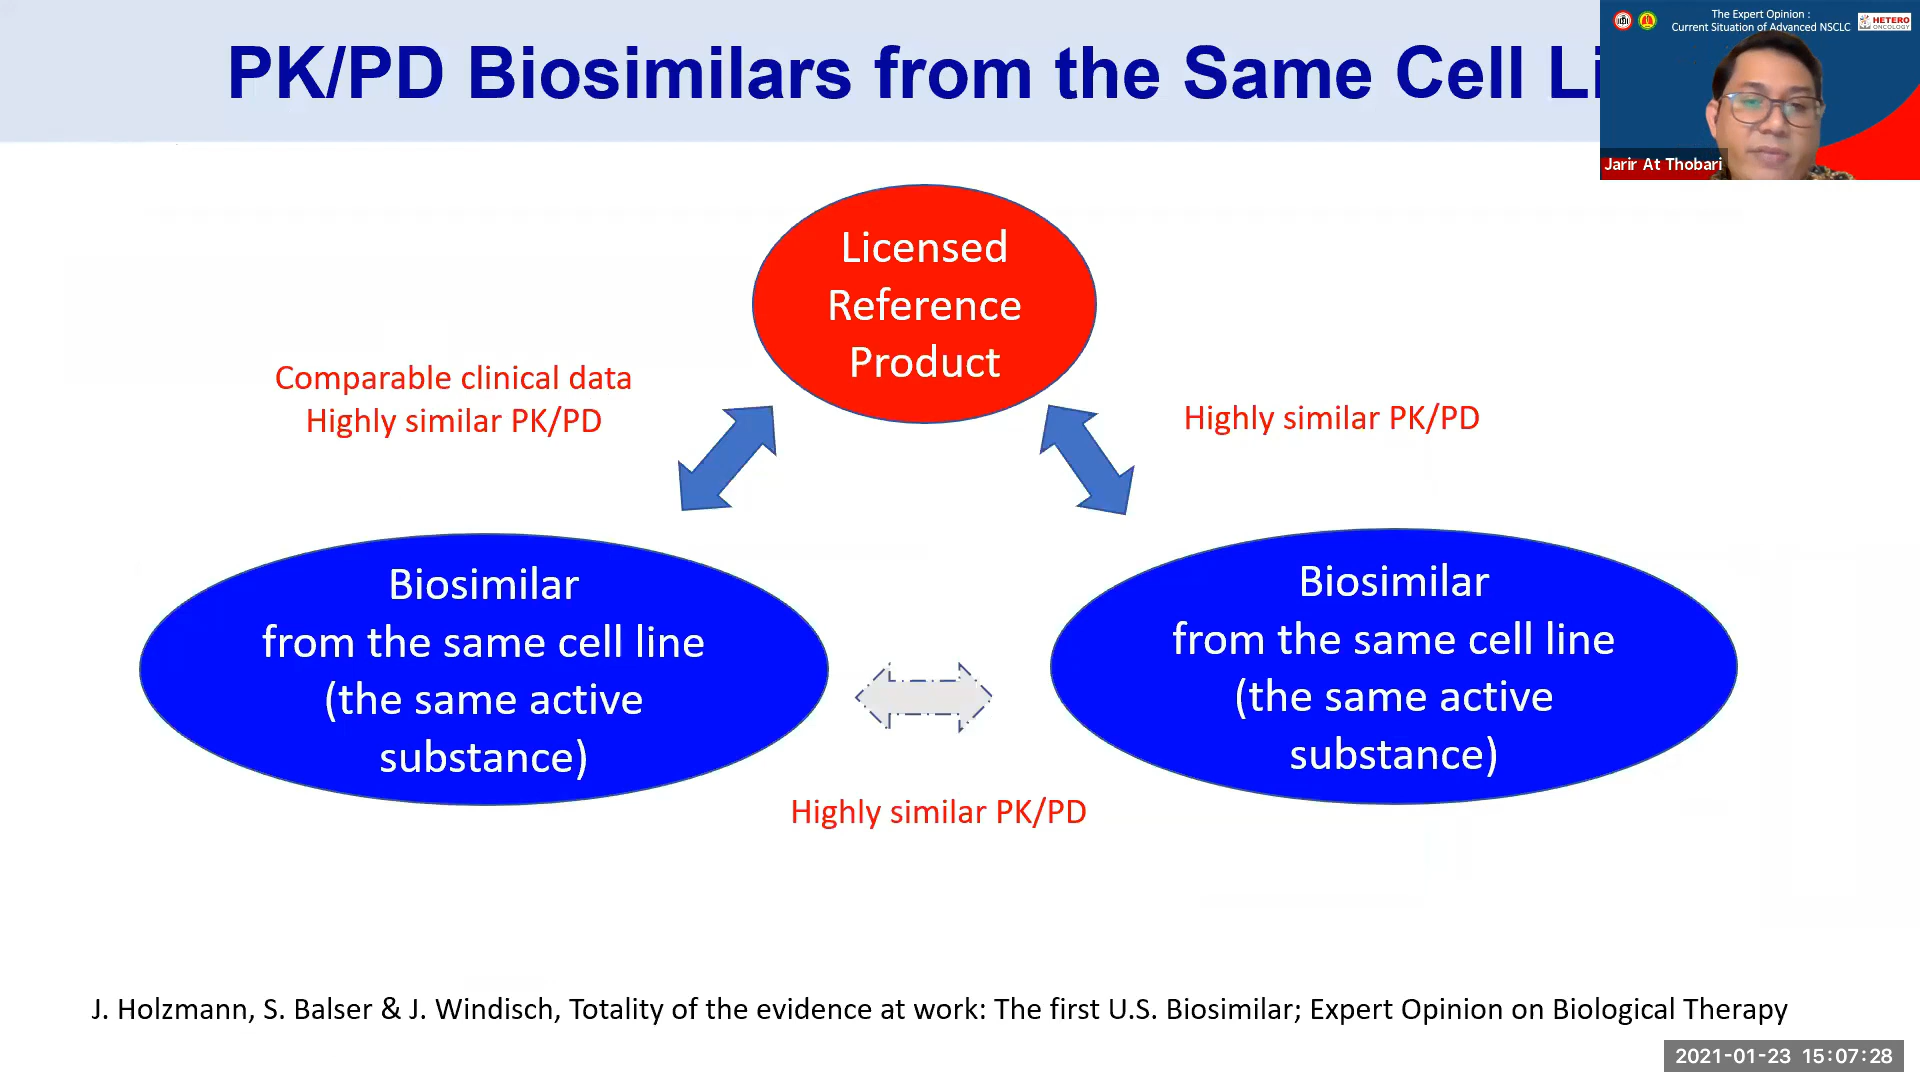 PK/PD Biosimilars from the Same Cell Li
The Expert Opinion :
Current Situation of Advanced NSCLC
HETERO
ONCOLOGY
Jarir At Thobari
Licensed
Reference
Product
Comparable clinical data
Highly similar PK/PD
Highly similar PK/PD
Biosimilar
from the same cell line
(the same active
substance)
Biosimilar
from the same cell line
(the same active
substance)
Highly similar PK/PD
J. Holzmann, S. Balser & J. Windisch, Totality of the evidence at work: The first U.S. Biosimilar; Expert Opinion on Biological Therapy
2021-01-23 15:07:28